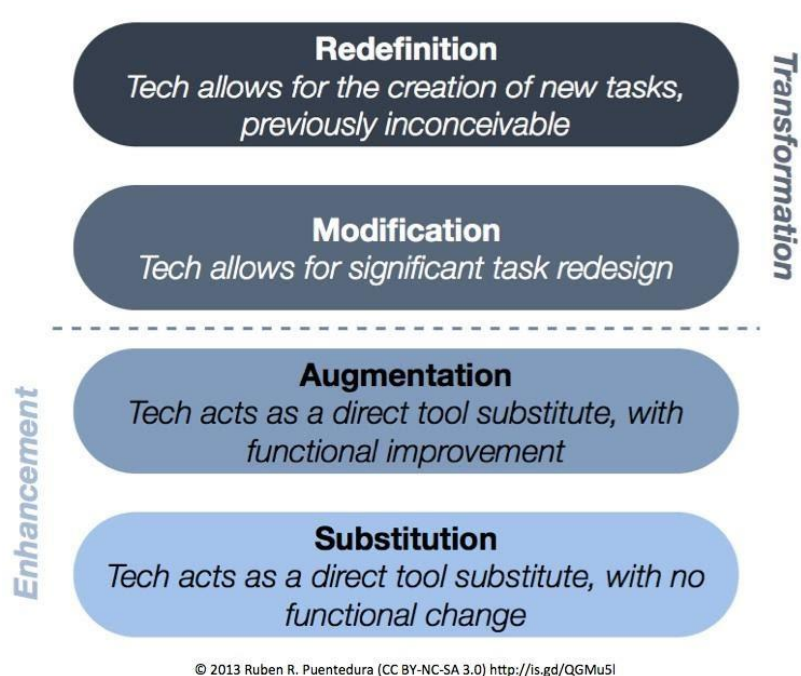 Redefinition
Tech allows for the creation of new tasks,
previously inconceivable
Transformation
Modification
Tech allows for significant task redesign
Augmentation
Tech acts as a direct tool substitute, with
functional improvement
Enhancement
Substitution
Tech acts as a direct tool substitute, with no
functional change
© 2013 Ruben R. Puentedura (CC BY-NC-SA 3.0) http://is.gd/QGMu5l